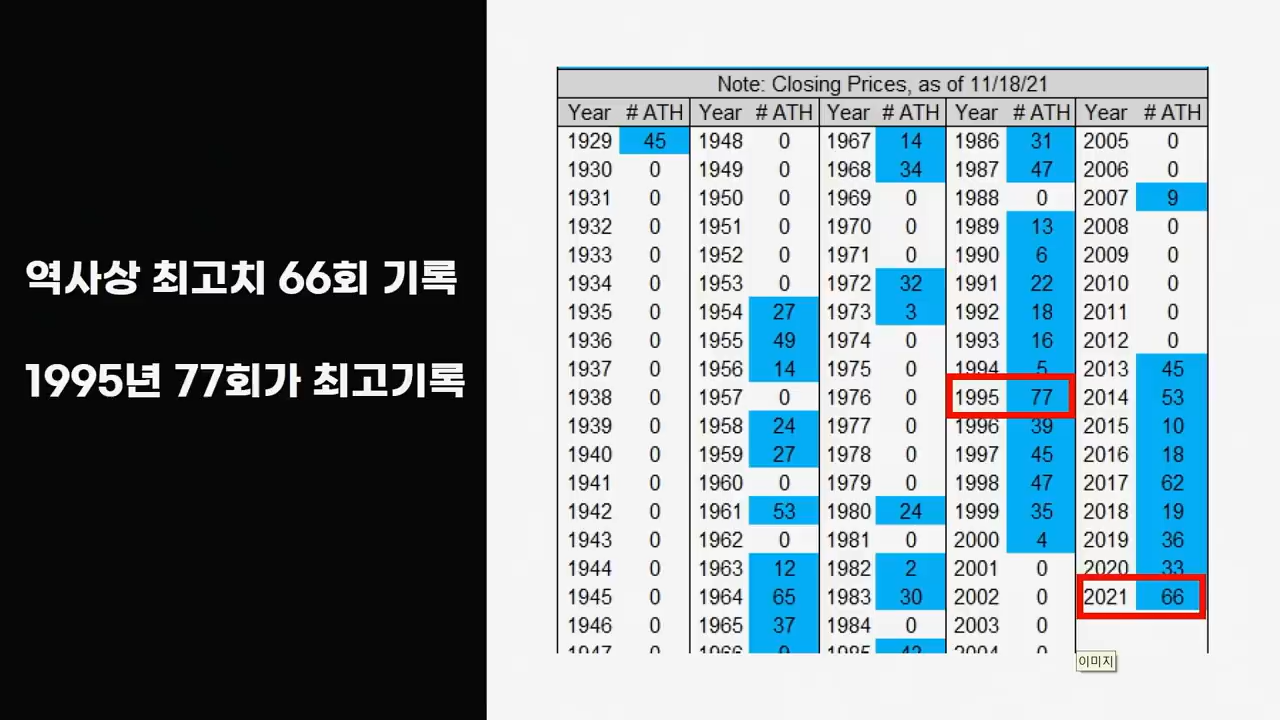 역사상 최고치 66회 기록
1995년 77회가 최고기록
Note: Closing Prices, as of 11/18/21
Year # ATH Year # ATH Year # ATH Year # ATH Year # ATH
1929 45 1948 0 1967 14 1986 31 2005 0
1930 0 1949 0 1968 34 1987 47 2006 0
1931 0 1950 0 1969 0 1988 0 2007 9
1932 0 1951 0 1970 0 1989 13 2008 0
1933 0 1952 0 1971 0 1990 6 2009 0
1934 0 1953 0 1972 32 1991 22 2010 0
1935 0 1954 27 1973 3 1992 18 2011 0
1936 0 1955 49 1974 0 1993 16 2012 0
1937 0 1956 14 1975 0 1994 5 2013 45
1938 0 1957 0 1976 0 1995 77 2014 53
1939 0 1958 24 1977 0 1996 39 2015 10
1940 0 1959 27 1978 0 1997 45 2016 18
1941 0 1960 0 1979 0 1998 47 2017 62
1942 0 1961 53 1980 24 1999 35 2018 19
1943 0 1962 0 1981 0 2000 4 2019 36
1944 0 1963 12 1982 2 2001 0 2020 33
1945 0 1964 65 1983 30 2002 0 2021 66
1946 0 1965 37 1984 0 2003 0
1947 0 1966 9 1985 42 2004 0
이미지